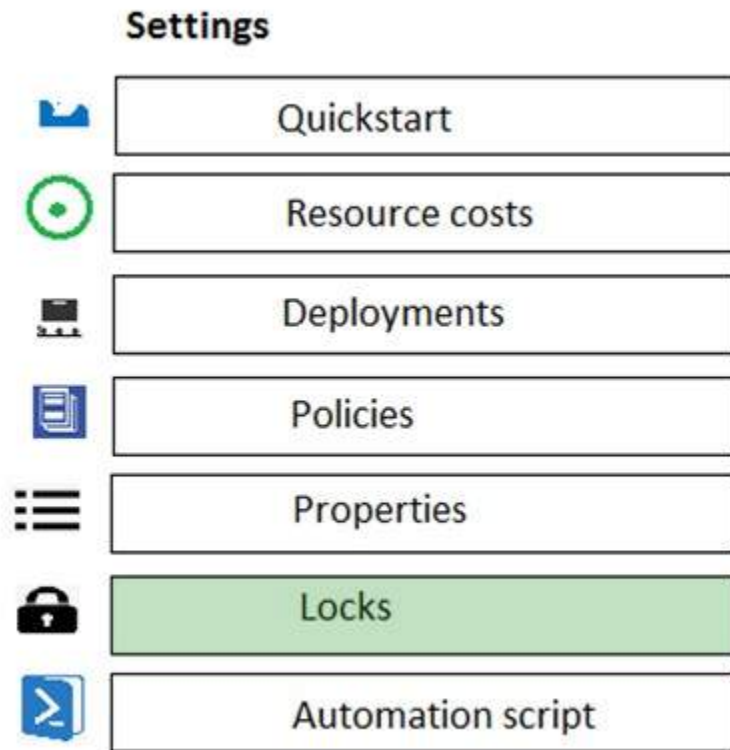 Settings
Quickstart
Resource costs
Deployments
Policies
Properties
Locks
Automation script